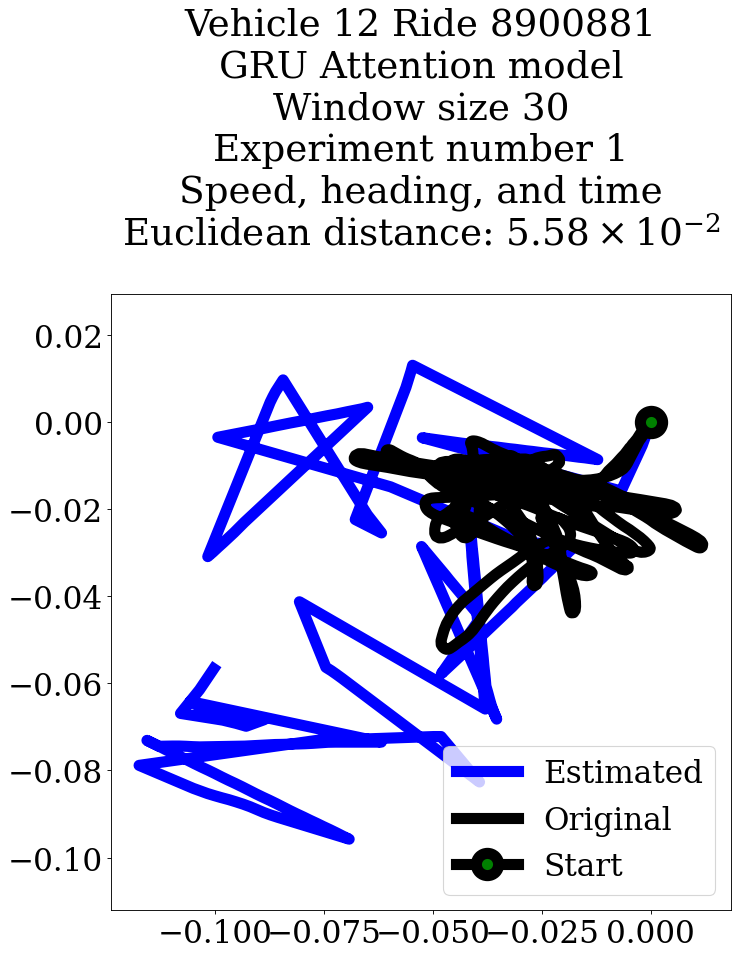 Vehicle 12 Ride 8900881
GRU Attention model
Window size 30
Experiment number 1
Speed, heading, and time
Euclidean distance: 5.58 × 10⁻²
0.02
0.00
−0.02
−0.04
−0.06
−0.08
−0.10
Estimated
Original
Start
−0.100 −0.075 −0.050 −0.025 0.000